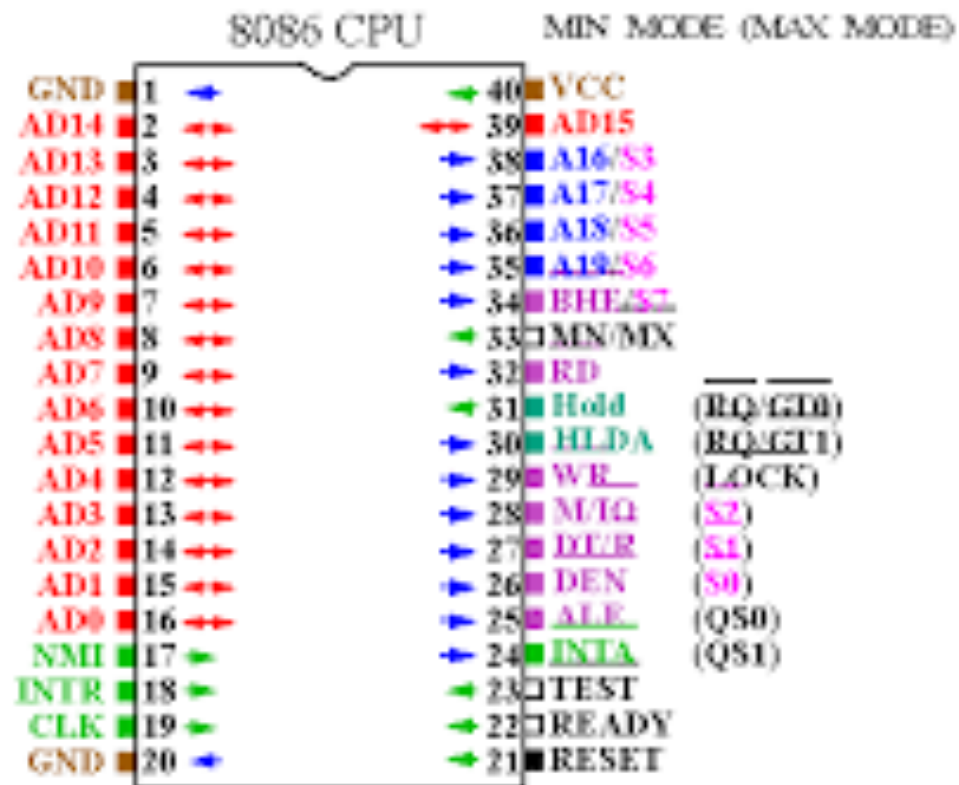 8086 CPU MIN MODE (MAX MODE)
GND 1 40 VCC
AD14 2 39 AD15
AD13 3 38 A16/S3
AD12 4 37 A17/S4
AD11 5 36 A18/S5
AD10 6 35 A19/S6
AD9 7 34 BHE/S7
AD8 8 33 MN/MX
AD7 9 32 RD
AD6 10 31 Hold (RQ/GT0)
AD5 11 30 HLDA (RQ/GT1)
AD4 12 29 WR (LOCK)
AD3 13 28 M/IO (S2)
AD2 14 27 DT/R (S1)
AD1 15 26 DEN (S0)
AD0 16 25 ALE (QS0)
NMI 17 24 INTA (QS1)
INTR 18 23 TEST
CLK 19 22 READY
GND 20 21 RESET